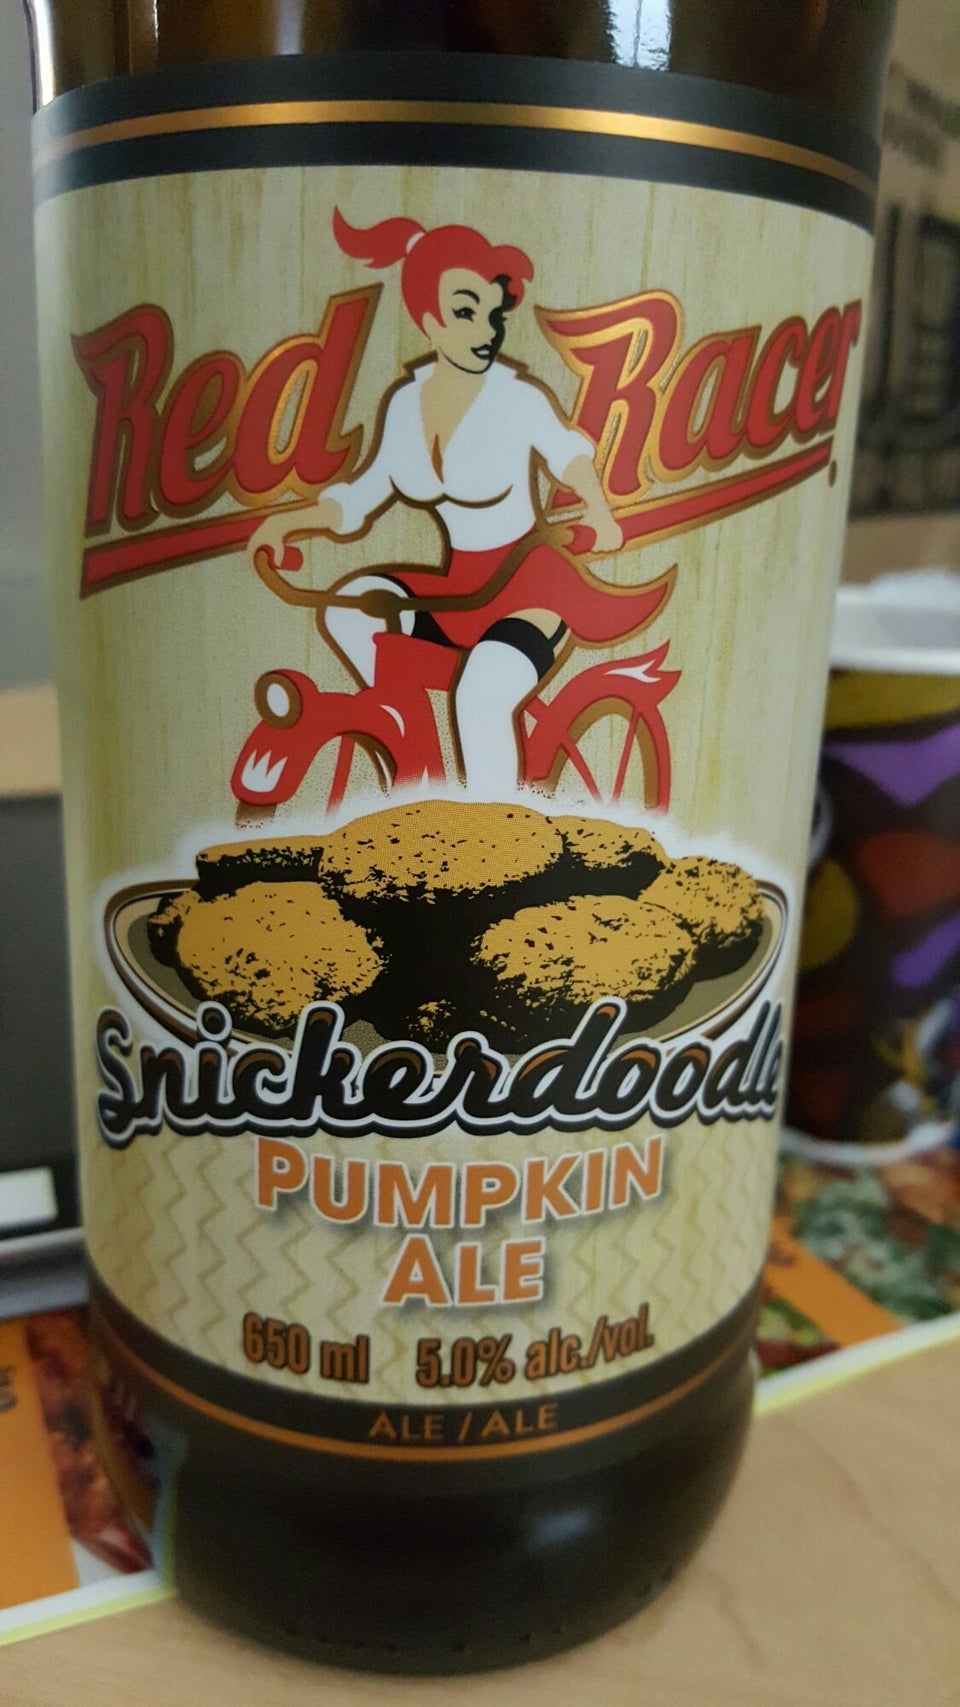 Red Racer
Snickerdoodle
PUMPKIN
ALE
650 ml 5.0% alc./vol.
ALE / ALE